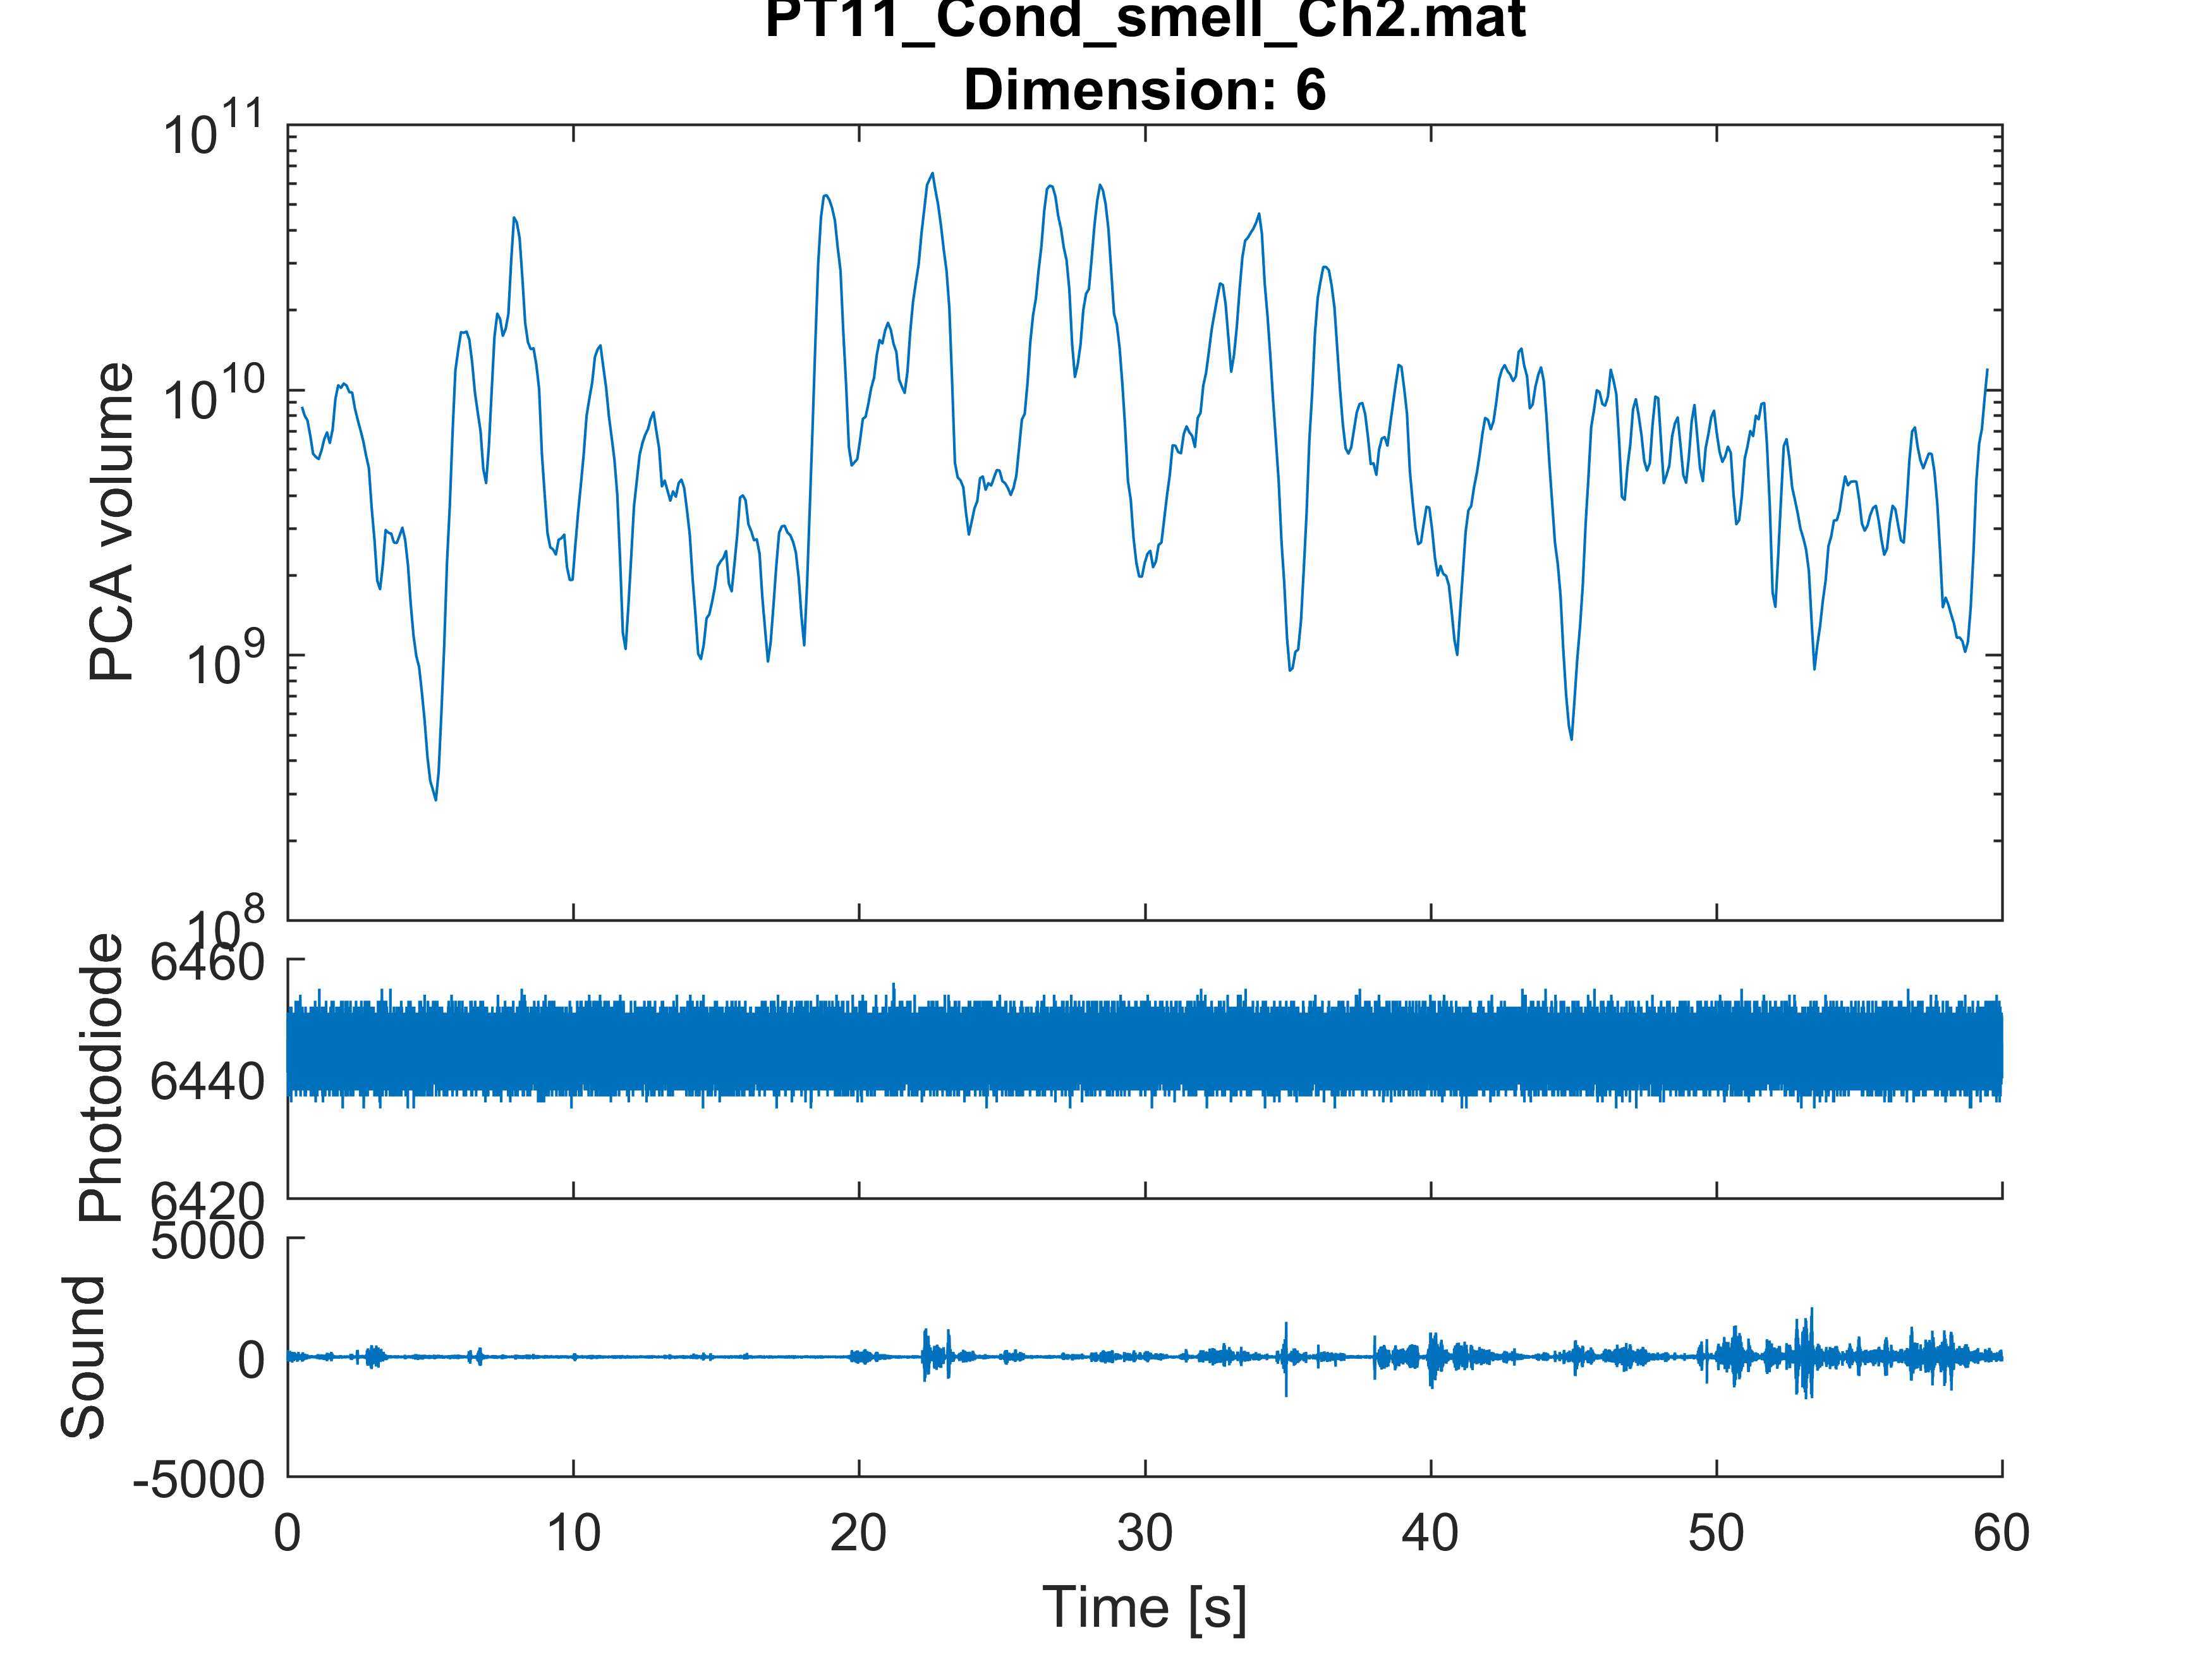 PT11_Cond_smell_Ch2.mat
Dimension: 6
10^11
10^10
10^9
10^8
PCA volume
6460
6440
6420
Photodiode
5000
0
-5000
Sound
0 10 20 30 40 50 60
Time [s]